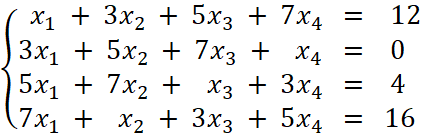 x₁ + 3x₂ + 5x₃ + 7x₄ = 12
3x₁ + 5x₂ + 7x₃ + x₄ = 0
5x₁ + 7x₂ + x₃ + 3x₄ = 4
7x₁ + x₂ + 3x₃ + 5x₄ = 16